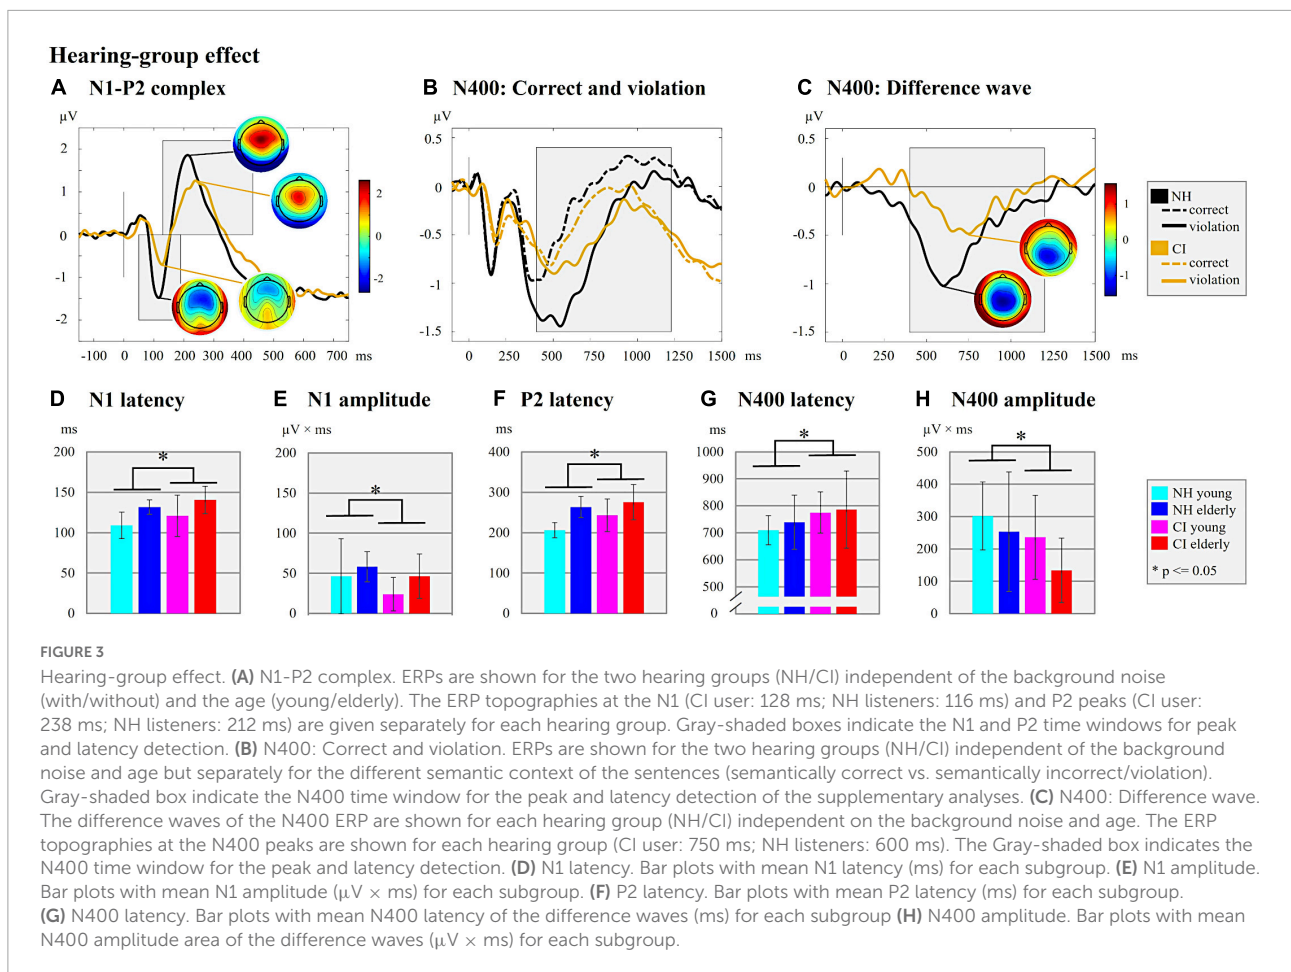 Hearing-group effect
A N1-P2 complex
B N400: Correct and violation
C N400: Difference wave
µV
2
1
0
-1
-2
-100 0 100 200 300 400 500 600 700 ms
2
0
-2
µV
0.5
0
-0.5
-1
-1.5
0 250 500 750 1000 1250 1500 ms
µV
0.5
0
-0.5
-1
-1.5
0 250 500 750 1000 1250 1500 ms
1
0
-1
NH
correct
violation
CI
correct
violation
D N1 latency
E N1 amplitude
F P2 latency
G N400 latency
H N400 amplitude
ms
200
150
100
50
0
*
µV × ms
200
150
100
50
0
*
ms
400
300
200
100
0
*
ms
1000
900
800
700
600
500
0
*
µV × ms
500
400
300
200
100
0
*
NH young
NH elderly
CI young
CI elderly
* p <= 0.05
FIGURE 3
Hearing-group effect. (A) N1-P2 complex. ERPs are shown for the two hearing groups (NH/CI) independent of the background noise
(with/without) and the age (young/elderly). The ERP topographies at the N1 (CI user: 128 ms; NH listeners: 116 ms) and P2 peaks (CI user:
238 ms; NH listeners: 212 ms) are given separately for each hearing group. Gray-shaded boxes indicate the N1 and P2 time windows for peak
and latency detection. (B) N400: Correct and violation. ERPs are shown for the two hearing groups (NH/CI) independent of the background
noise and age but separately for the different semantic context of the sentences (semantically correct vs. semantically incorrect/violation).
Gray-shaded box indicate the N400 time window for the peak and latency detection of the supplementary analyses. (C) N400: Difference wave.
The difference waves of the N400 ERP are shown for each hearing group (NH/CI) independent on the background noise and age. The ERP
topographies at the N400 peaks are shown for each hearing group (CI user: 750 ms; NH listeners: 600 ms). The Gray-shaded box indicates the
N400 time window for the peak and latency detection. (D) N1 latency. Bar plots with mean N1 latency (ms) for each subgroup. (E) N1 amplitude.
Bar plots with mean N1 amplitude (µV × ms) for each subgroup. (F) P2 latency. Bar plots with mean P2 latency (ms) for each subgroup.
(G) N400 latency. Bar plots with mean N400 latency of the difference waves (ms) for each subgroup (H) N400 amplitude. Bar plots with mean
N400 amplitude area of the difference waves (µV × ms) for each subgroup.